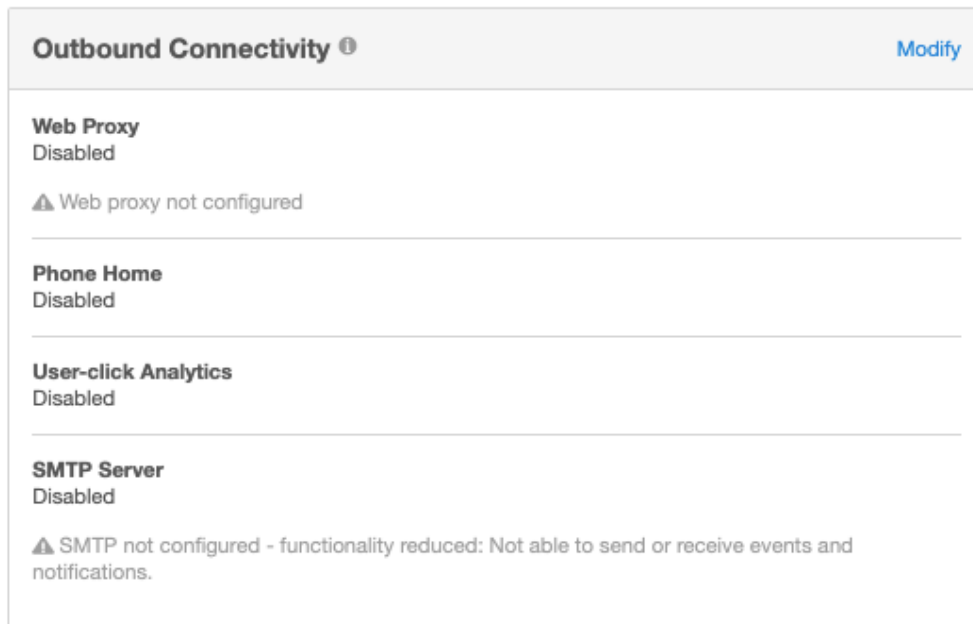 Outbound Connectivity
Modify
Web Proxy
Disabled
Web proxy not configured
Phone Home
Disabled
User-click Analytics
Disabled
SMTP Server
Disabled
SMTP not configured - functionality reduced: Not able to send or receive events and
notifications.